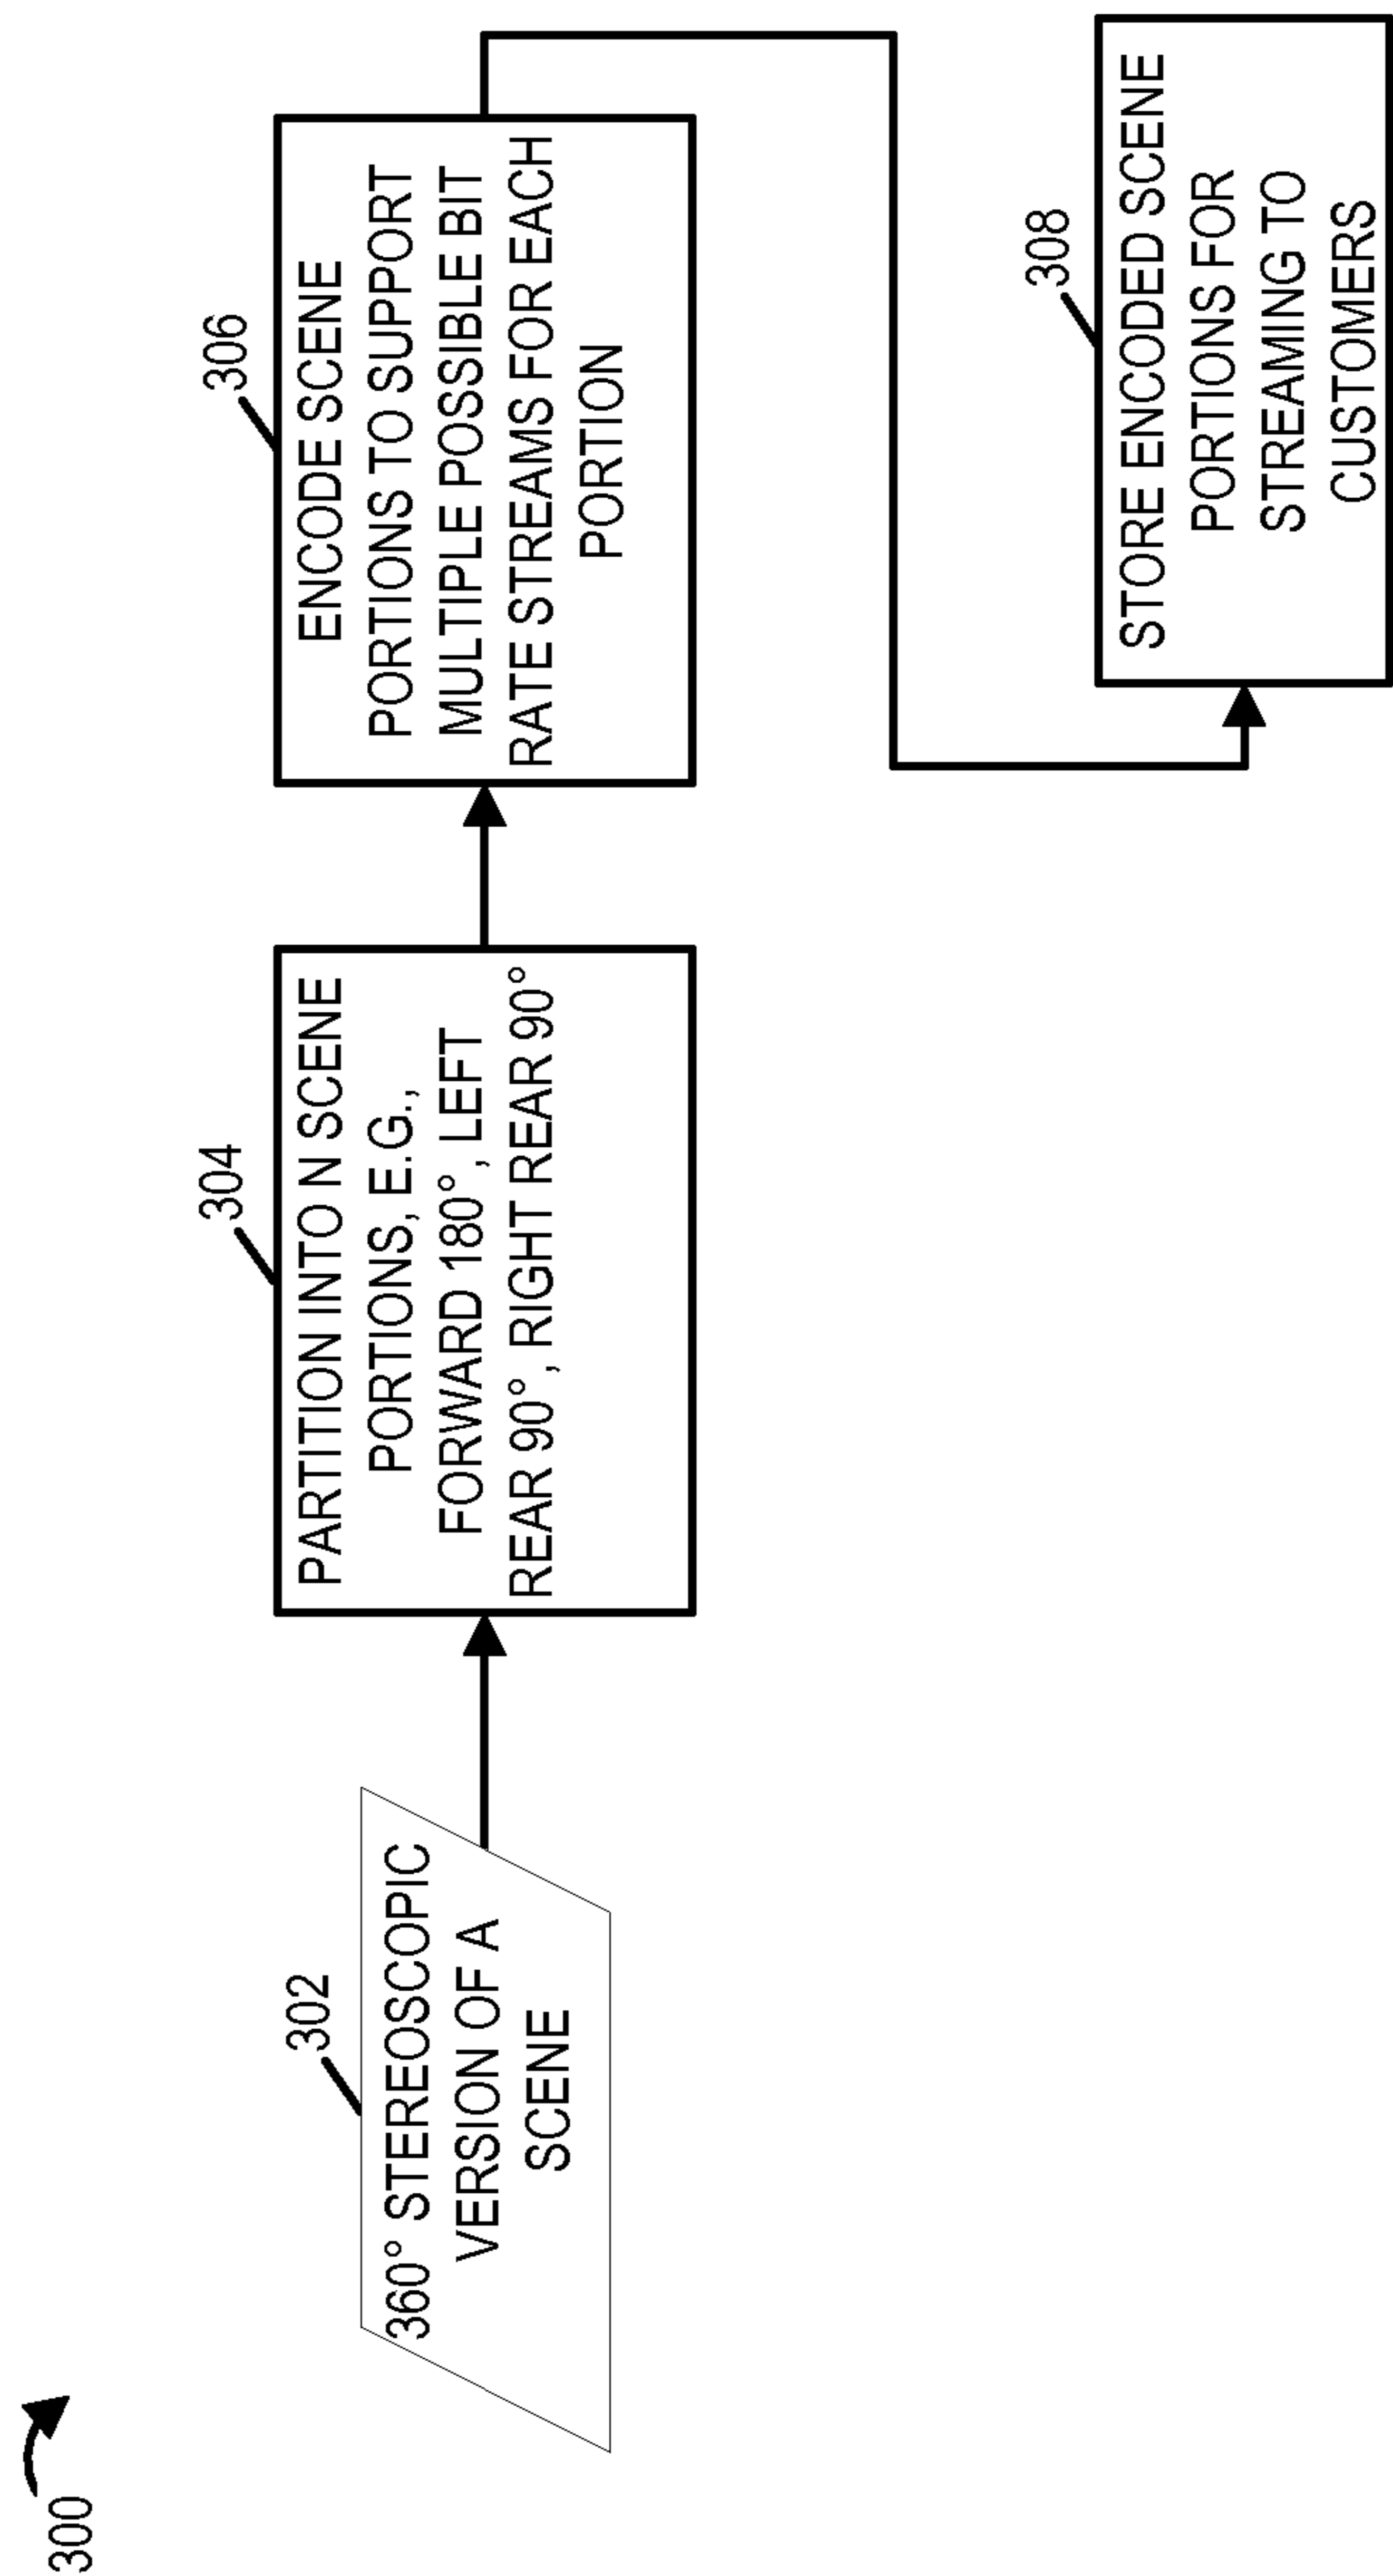 300
302
360° STEREOSCOPIC
VERSION OF A
SCENE
304
PARTITION INTO N SCENE
PORTIONS, E.G.,
FORWARD 180°, LEFT
REAR 90°, RIGHT REAR 90°
306
ENCODE SCENE
PORTIONS TO SUPPORT
MULTIPLE POSSIBLE BIT
RATE STREAMS FOR EACH
PORTION
308
STORE ENCODED SCENE
PORTIONS FOR
STREAMING TO
CUSTOMERS